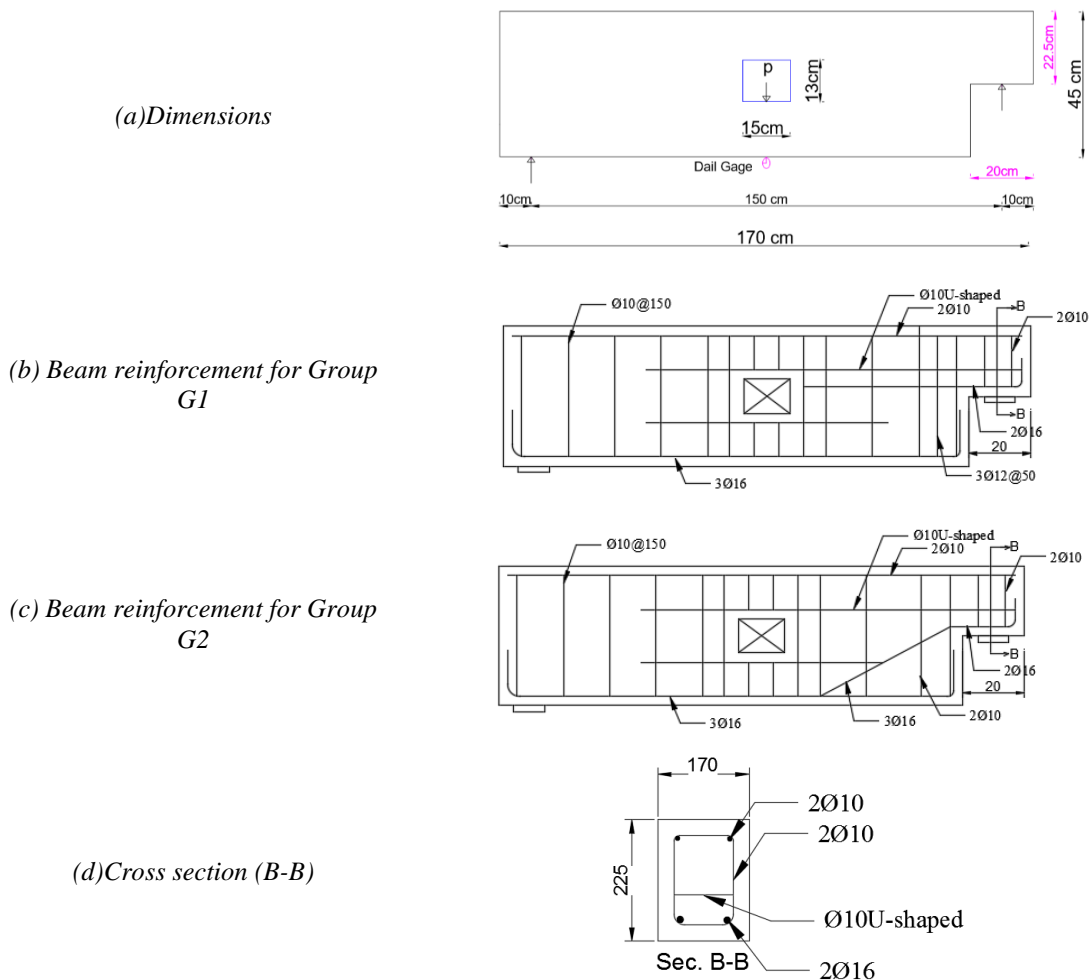 (a)Dimensions
p
13cm
15cm
Dail Gage
22.5cm
45 cm
20cm
10cm
150 cm
10cm
170 cm
(b) Beam reinforcement for Group
G1
Ø10@150
Ø10U-shaped
2Ø10
B
2Ø10
B
2Ø16
20
3Ø12@50
3Ø16
(c) Beam reinforcement for Group
G2
Ø10@150
Ø10U-shaped
2Ø10
B
2Ø10
B
2Ø16
20
2Ø10
3Ø16
3Ø16
(d)Cross section (B-B)
170
225
2Ø10
2Ø10
Ø10U-shaped
2Ø16
Sec. B-B